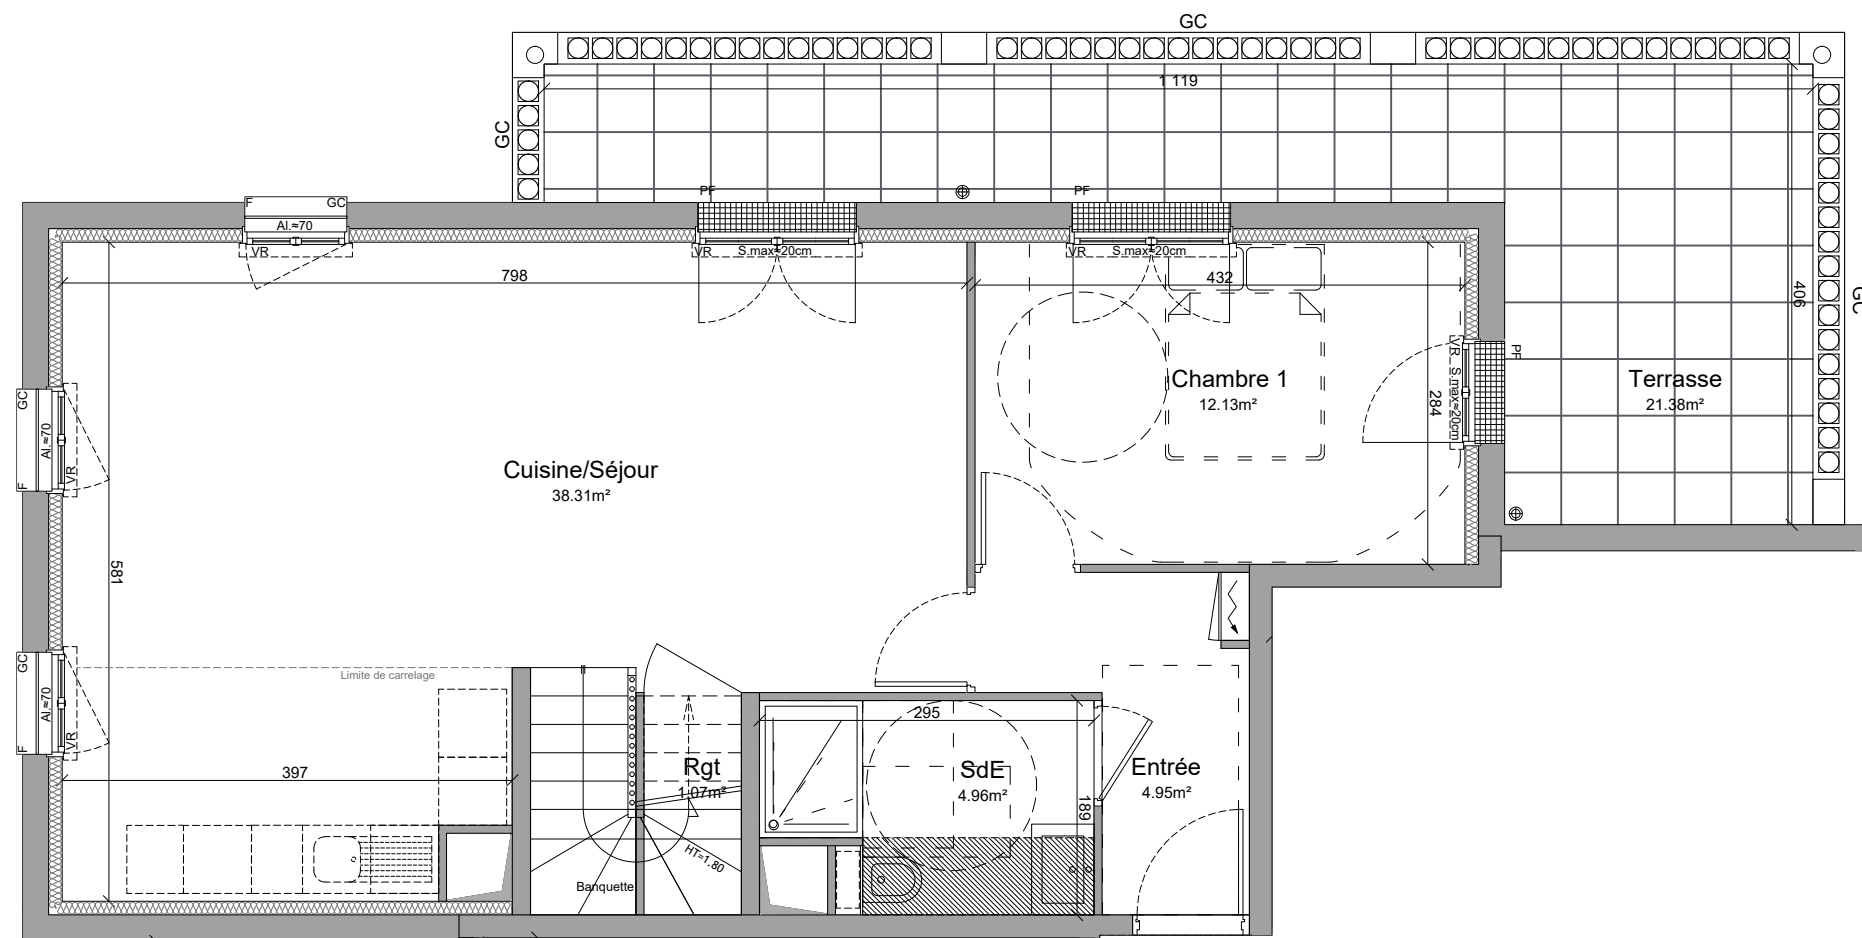 GC
1 119
GC
PF
PF
F GC
Al.≈70
VR
VR
S.max≈20cm
VR
S.max≈20cm
798
432
406
GC
PF
VR
S.max≈20cm
284
Chambre 1
12.13m²
Terrasse
21.38m²
GC
Al.≈70
F
VR
Cuisine/Séjour
38.31m²
581
GC
Al.≈70
F
VR
Limite de carrelage
295
397
Rgt
1.07m²
SdE
4.96m²
Entrée
4.95m²
189
HT=1.80
Banquette